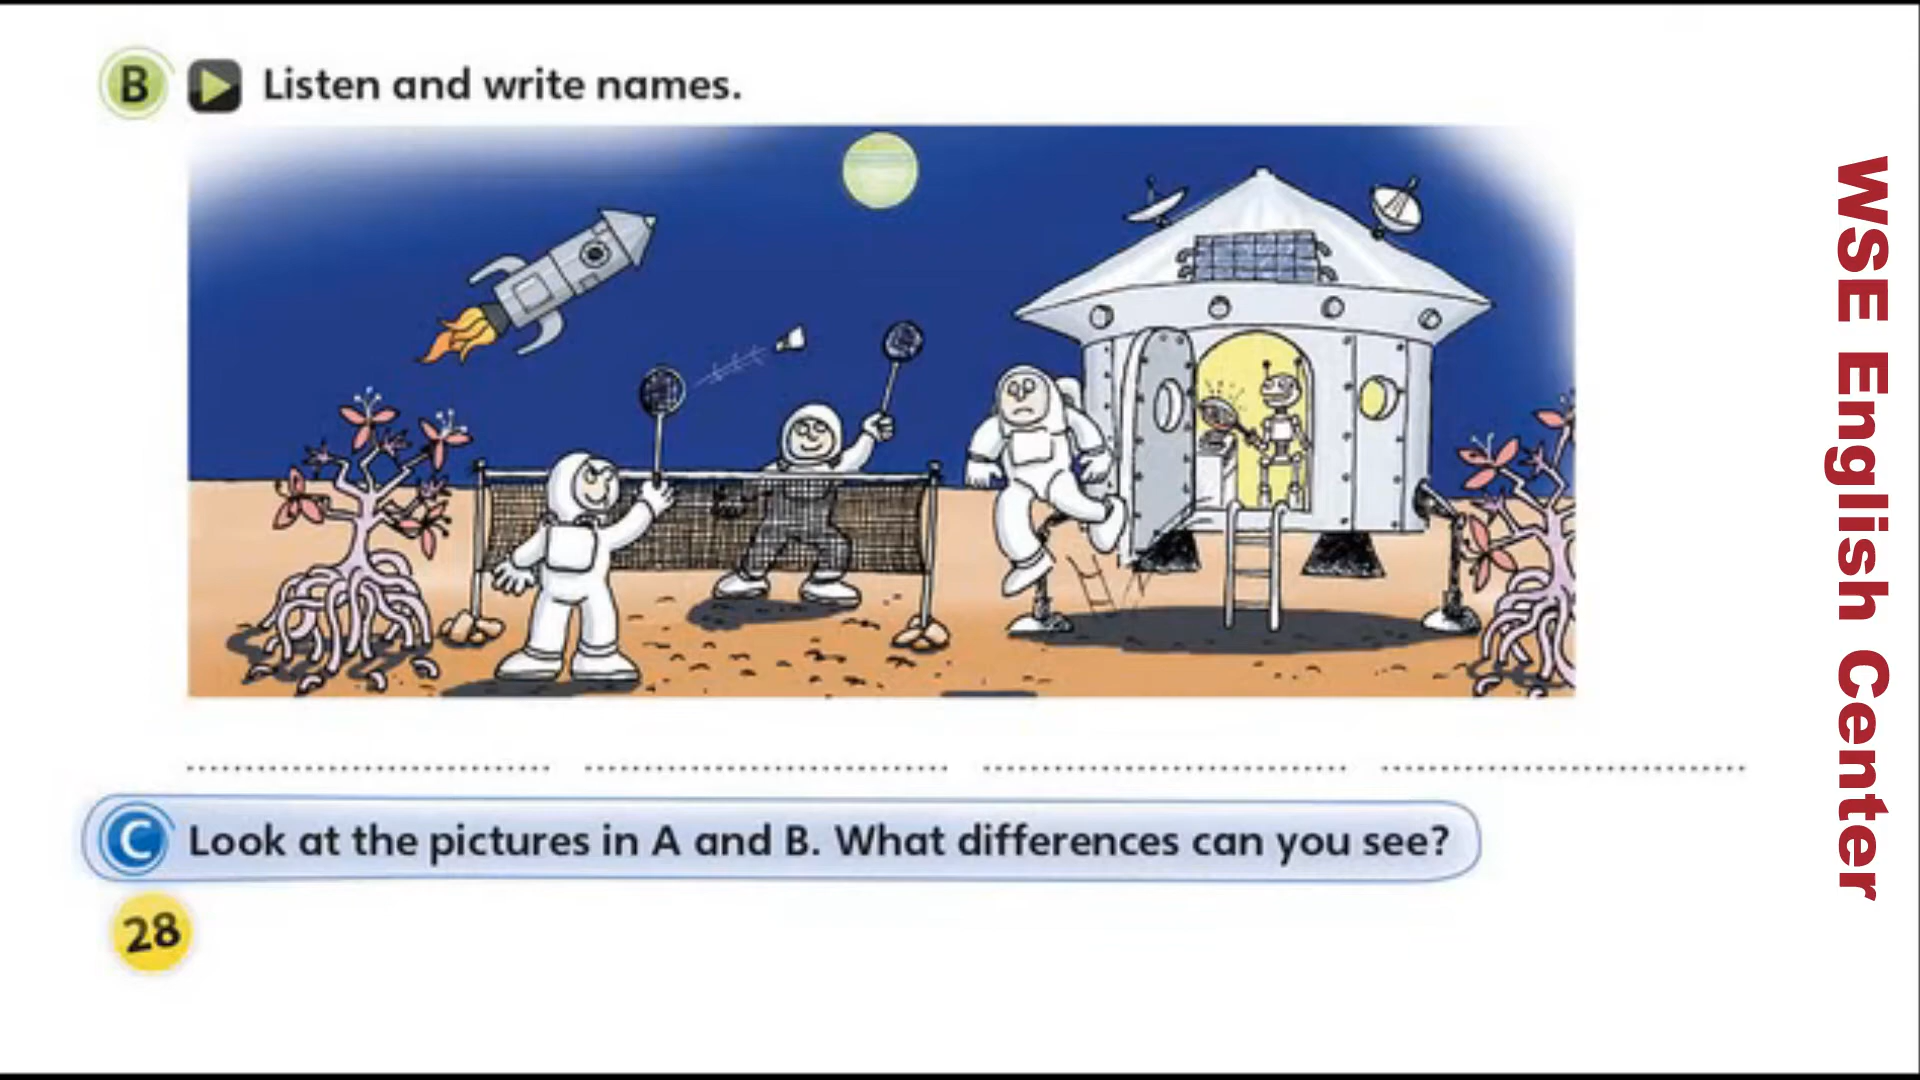 B Listen and write names.
C Look at the pictures in A and B. What differences can you see?
28
WSE English Center